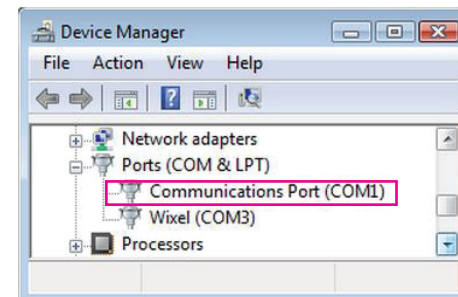 Device Manager
File Action View Help
Network adapters
Ports (COM & LPT)
Communications Port (COM1)
Wixel (COM3)
Processors